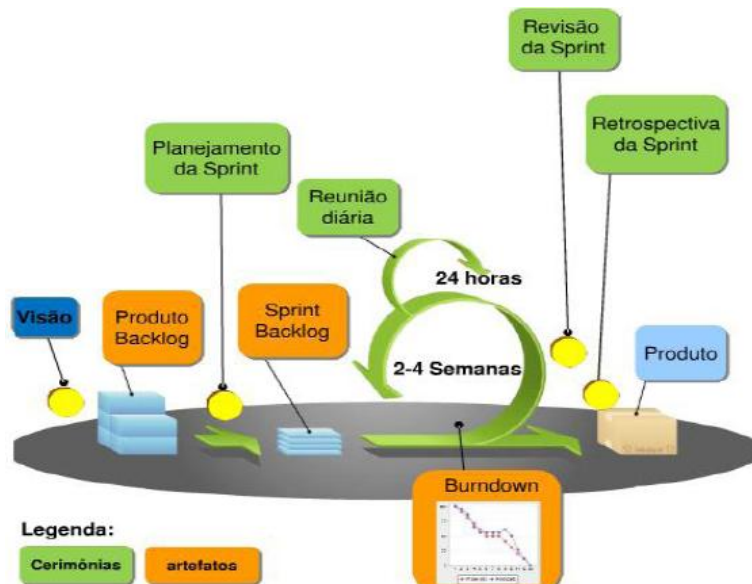 Revisão
da Sprint
Retrospectiva
da Sprint
Planejamento
da Sprint
Reunião
diária
24 horas
Visão
Produto
Backlog
Sprint
Backlog
2-4 Semanas
Produto
Burndown
Legenda:
Cerimônias
artefatos